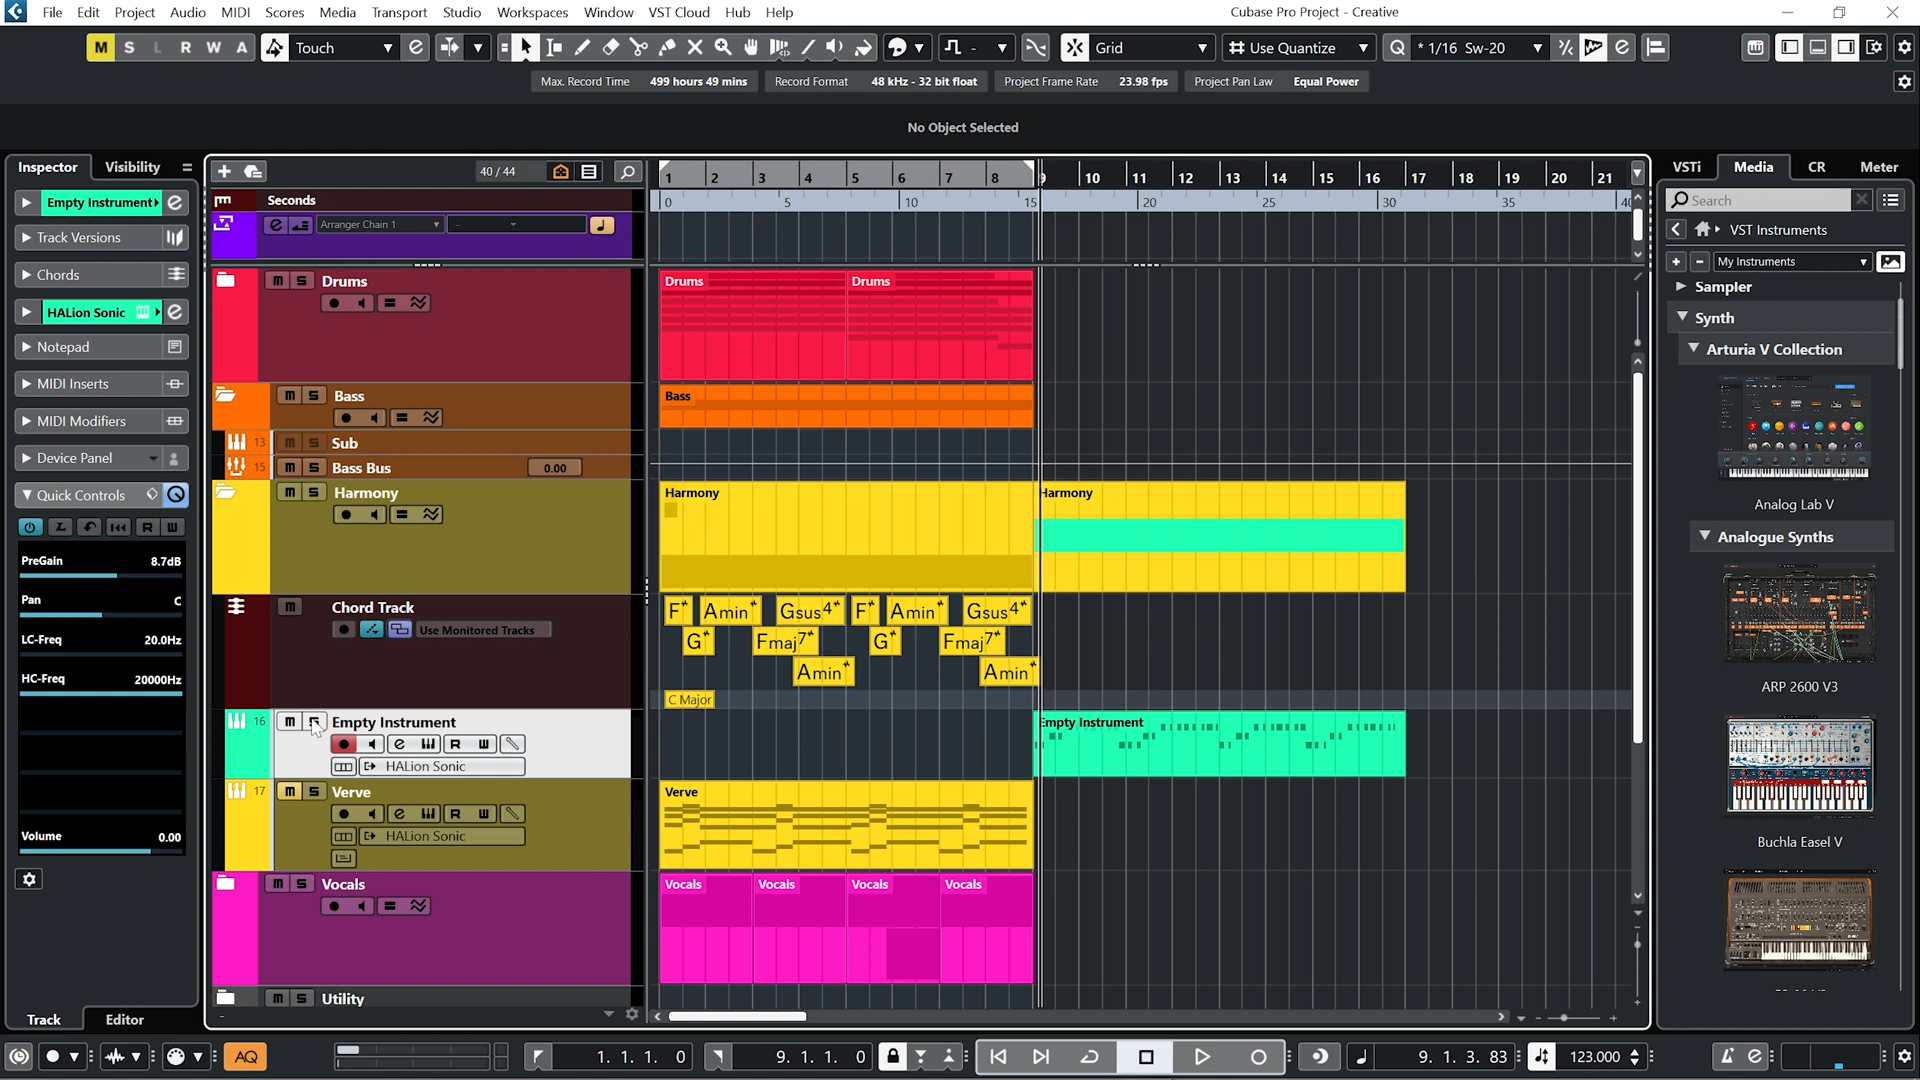 File Edit Project Audio MIDI Scores Media Transport Studio Workspaces Window VST Cloud Hub Help
Cubase Pro Project - Creative
M S L R W A Touch
Grid
Use Quantize
Q * 1/16 Sw-20
Max. Record Time 499 hours 49 mins Record Format 48 kHz - 32 bit float Project Frame Rate 23.98 fps Project Pan Law Equal Power
No Object Selected
Inspector Visibility
Empty Instrument
Track Versions
Chords
HALion Sonic
Notepad
MIDI Inserts
MIDI Modifiers
Device Panel
Quick Controls
L R
PreGain 8.7dB
Pan C
LC-Freq 20.0Hz
HC-Freq 20000Hz
Volume 0.00
Track Editor
40 / 44
Seconds
Arranger Chain 1
m S Drums
m S Bass
13 m S Sub
15 m S Bass Bus 0.00
m S Harmony
m Chord Track
Use Monitored Tracks
16 m S Empty Instrument
e R
HALion Sonic
17 m S Verve
e R
HALion Sonic
m S Vocals
m S Utility
1 2 3 4 5 6 7 8 9 10 11 12 13 14 15 16 17 18 19 20 21
0 5 10 15 20 25 30 35 40
Drums Drums
Bass
Harmony Harmony
F Amin Gsus4 F Amin Gsus4
G Fmaj7 G Fmaj7
Amin Amin
C Major
Empty Instrument
Verve
Vocals Vocals Vocals Vocals
VSTi Media CR Meter
Search
VST Instruments
My Instruments
Sampler
Synth
Arturia V Collection
Analog Lab V
Analogue Synths
ARP 2600 V3
Buchla Easel V
AQ
1. 1. 1. 0
9. 1. 1. 0
9. 1. 3. 83
123.000